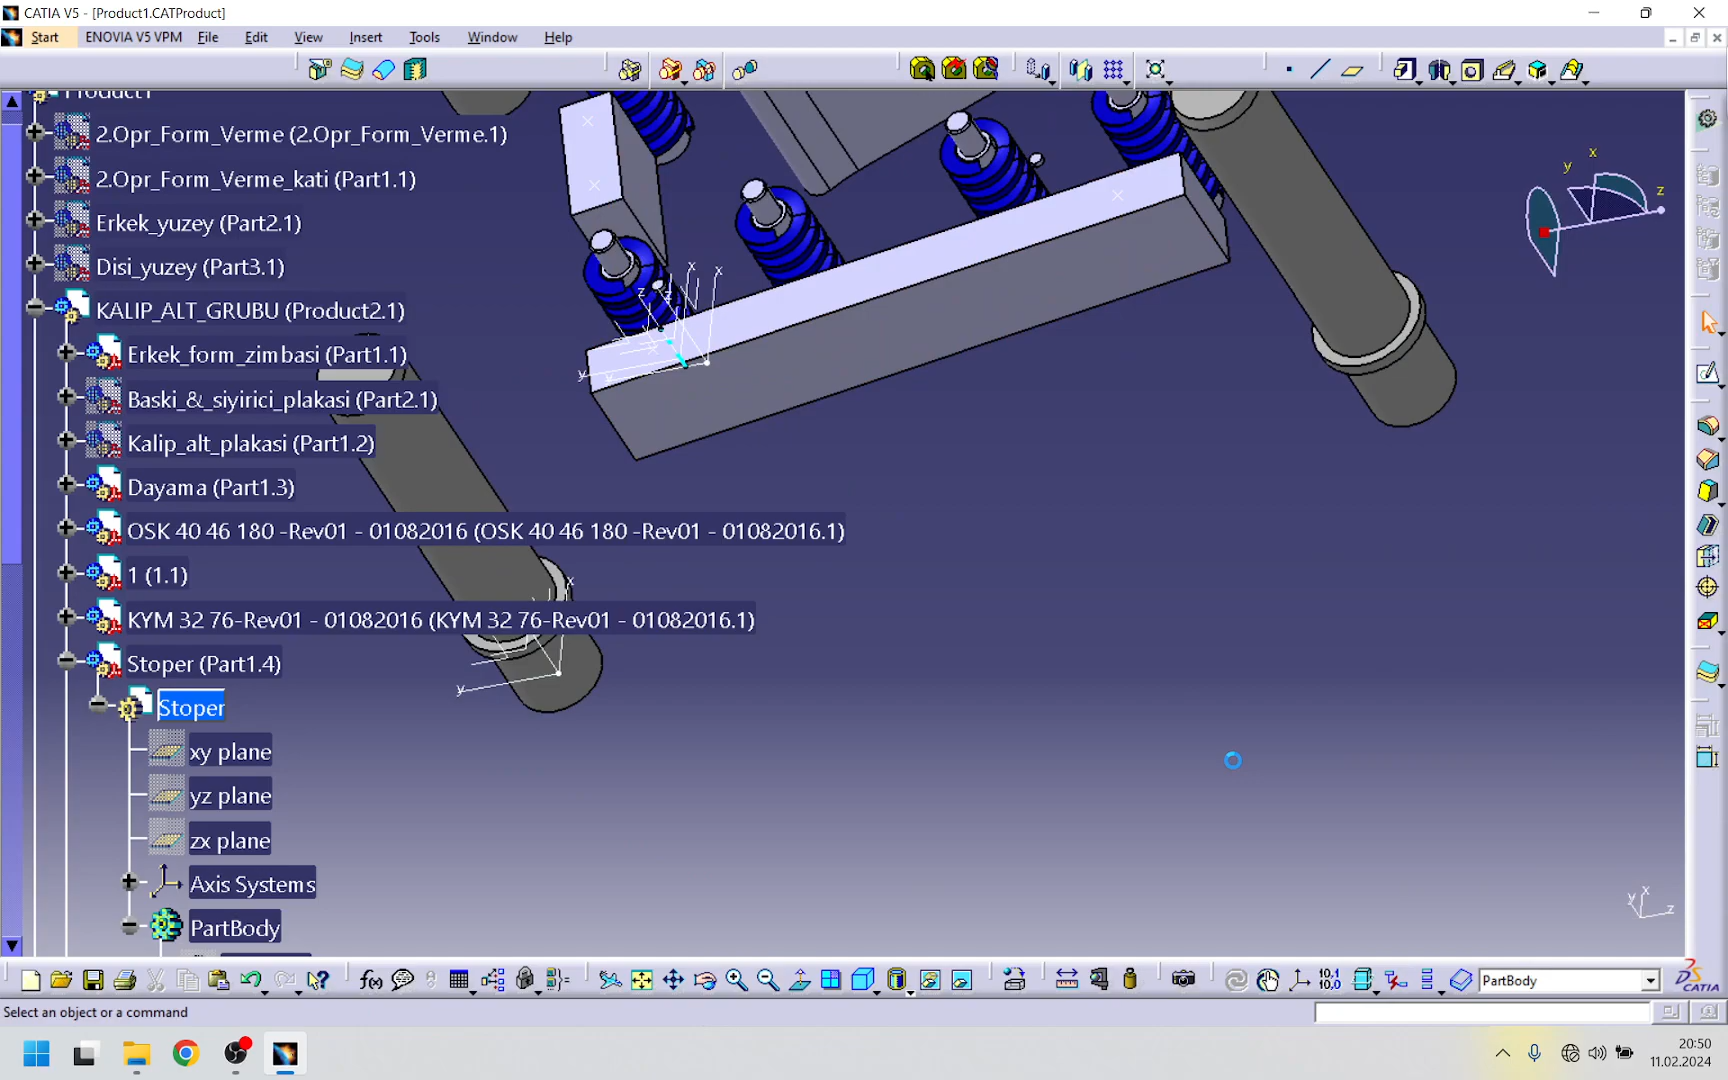 CATIA V5 - [Product1.CATProduct]
Start ENOVIA V5 VPM File Edit View Insert Tools Window Help
Product1
2.Opr_Form_Verme (2.Opr_Form_Verme.1)
2.Opr_Form_Verme_kati (Part1.1)
Erkek_yuzey (Part2.1)
Disi_yuzey (Part3.1)
KALIP_ALT_GRUBU (Product2.1)
Erkek_form_zimbasi (Part1.1)
Baski_&_siyirici_plakasi (Part2.1)
Kalip_alt_plakasi (Part1.2)
Dayama (Part1.3)
OSK 40 46 180 -Rev01 - 01082016 (OSK 40 46 180 -Rev01 - 01082016.1)
1 (1.1)
KYM 32 76-Rev01 - 01082016 (KYM 32 76-Rev01 - 01082016.1)
Stoper (Part1.4)
Stoper
xy plane
yz plane
zx plane
Axis Systems
PartBody
x
y
z
x
x
z
z
y
y
x
y
y
x
z
PartBody
CATIA
Select an object or a command
20:50
11.02.2024